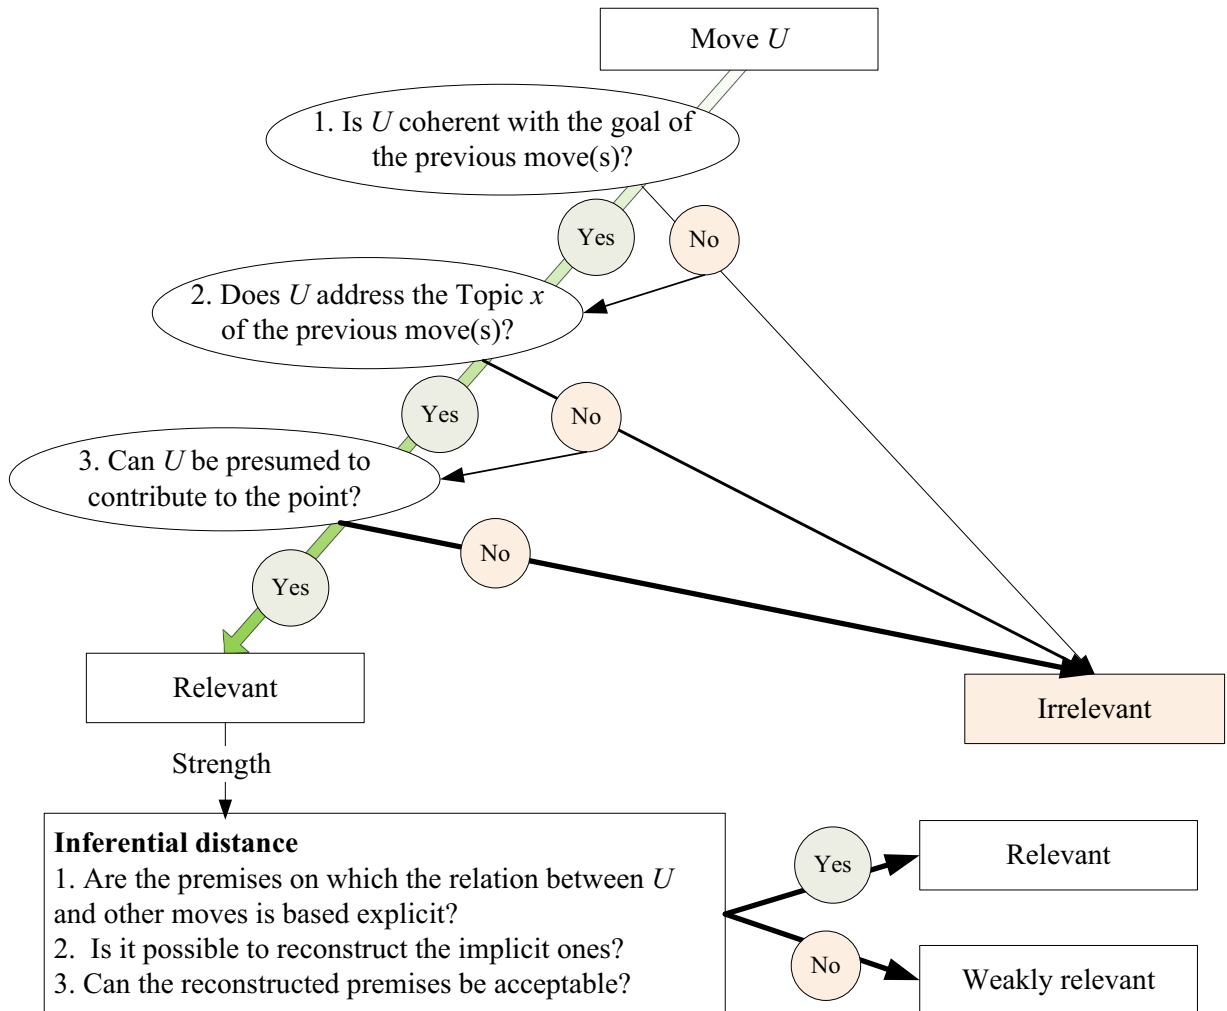 Move U
1. Is U coherent with the goal of
the previous move(s)?
Yes
No
2. Does U address the Topic x
of the previous move(s)?
Yes
No
3. Can U be presumed to
contribute to the point?
No
Yes
Relevant
Irrelevant
Strength
Inferential distance
1. Are the premises on which the relation between U
and other moves is based explicit?
2. Is it possible to reconstruct the implicit ones?
3. Can the reconstructed premises be acceptable?
Yes
Relevant
No
Weakly relevant